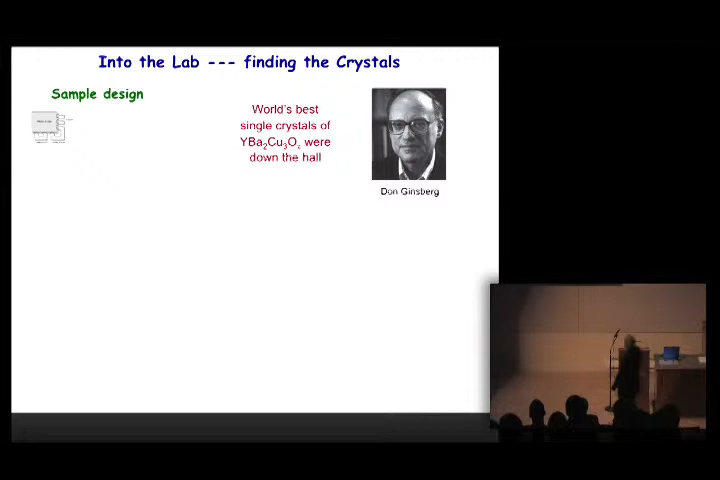 Into the Lab --- finding the Crystals
Sample design
World's best
single crystals of
YBa₂Cu₃Oₓ were
down the hall
Don Ginsberg